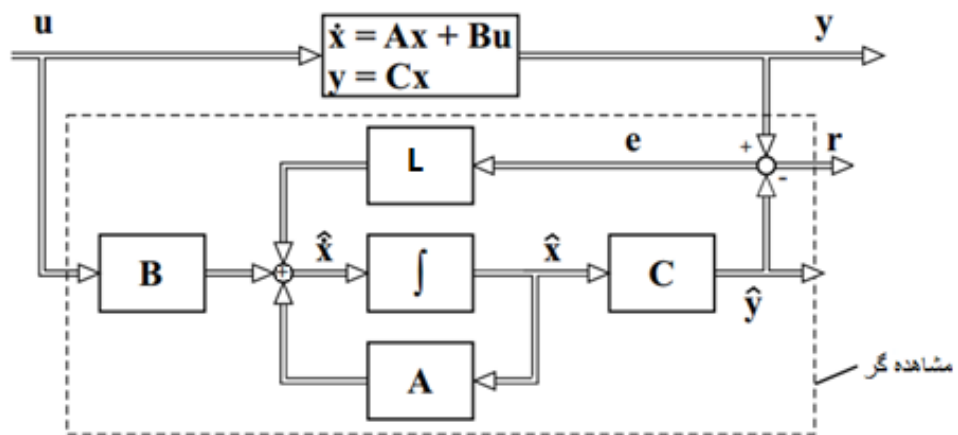 u
ẋ = Ax + Bu
y = Cx
y
L
e
+
-
r
B
+
x̂̇
∫
x̂
C
ŷ
A
مشاهده گر